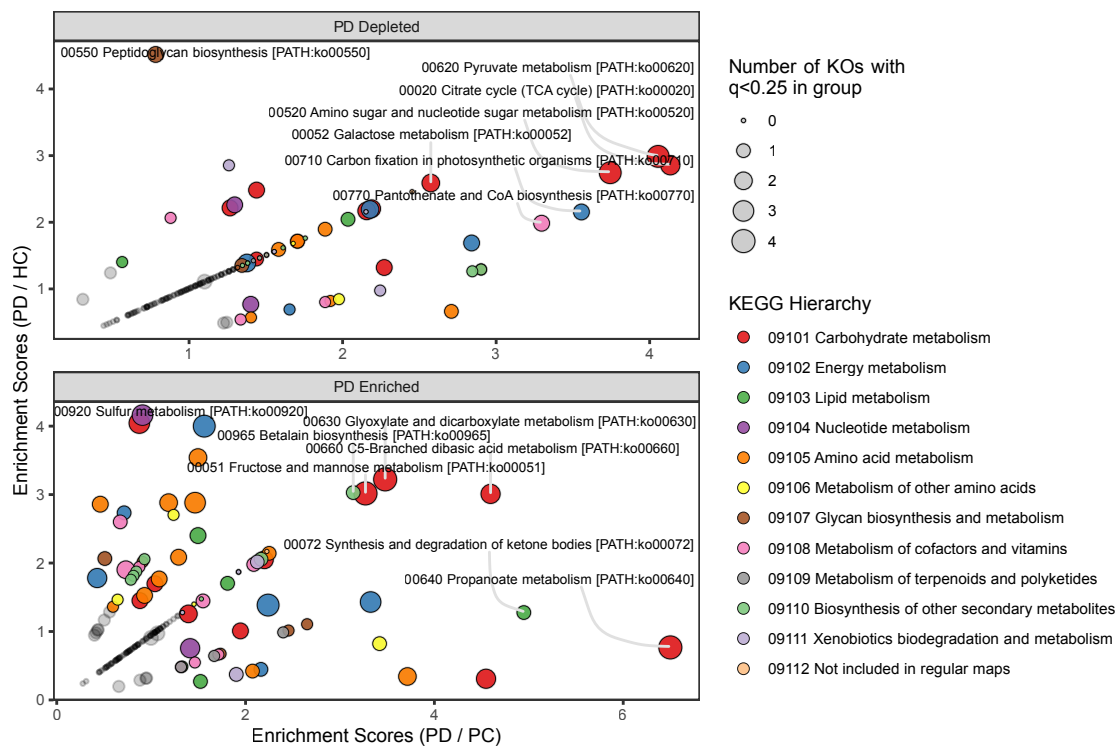 PD Depleted
00550 Peptidoglycan biosynthesis [PATH:ko00550]
00620 Pyruvate metabolism [PATH:ko00620]
00020 Citrate cycle (TCA cycle) [PATH:ko00020]
00520 Amino sugar and nucleotide sugar metabolism [PATH:ko00520]
00052 Galactose metabolism [PATH:ko00052]
00710 Carbon fixation in photosynthetic organisms [PATH:ko00710]
00770 Pantothenate and CoA biosynthesis [PATH:ko00770]
4
3
2
1
1
2
3
4
PD Enriched
00920 Sulfur metabolism [PATH:ko00920]
00630 Glyoxylate and dicarboxylate metabolism [PATH:ko00630]
00965 Betalain biosynthesis [PATH:ko00965]
00660 C5-Branched dibasic acid metabolism [PATH:ko00660]
00051 Fructose and mannose metabolism [PATH:ko00051]
00072 Synthesis and degradation of ketone bodies [PATH:ko00072]
00640 Propanoate metabolism [PATH:ko00640]
4
3
2
1
0
0
2
4
6
Enrichment Scores (PD / HC)
Enrichment Scores (PD / PC)
Number of KOs with
q<0.25 in group
0
1
2
3
4
KEGG Hierarchy
09101 Carbohydrate metabolism
09102 Energy metabolism
09103 Lipid metabolism
09104 Nucleotide metabolism
09105 Amino acid metabolism
09106 Metabolism of other amino acids
09107 Glycan biosynthesis and metabolism
09108 Metabolism of cofactors and vitamins
09109 Metabolism of terpenoids and polyketides
09110 Biosynthesis of other secondary metabolites
09111 Xenobiotics biodegradation and metabolism
09112 Not included in regular maps